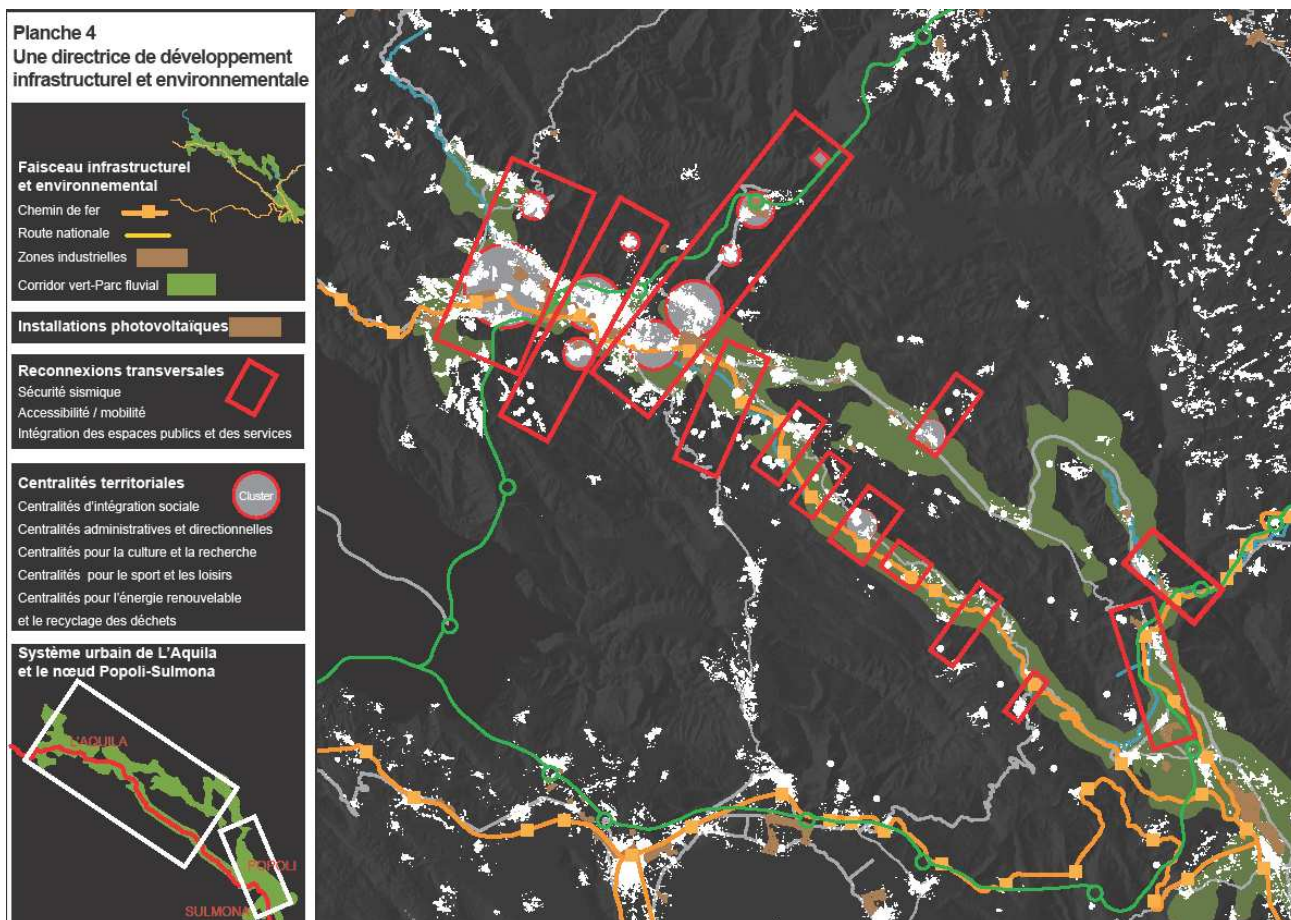 Planche 4
Une directrice de développement
infrastructurel et environnementale
Faisceau infrastructurel
et environnemental
Chemin de fer
Route nationale
Zones industrielles
Corridor vert-Parc fluvial
Installations photovoltaïques
Reconnexions transversales
Sécurité sismique
Accessibilité / mobilité
Intégration des espaces publics et des services
Centralités territoriales
Cluster
Centralités d'intégration sociale
Centralités administratives et directionnelles
Centralités pour la culture et la recherche
Centralités pour le sport et les loisirs
Centralités pour l'énergie renouvelable
et le recyclage des déchets
Système urbain de L'Aquila
et le nœud Popoli-Sulmona
L'AQUILA
POPOLI
SULMONA